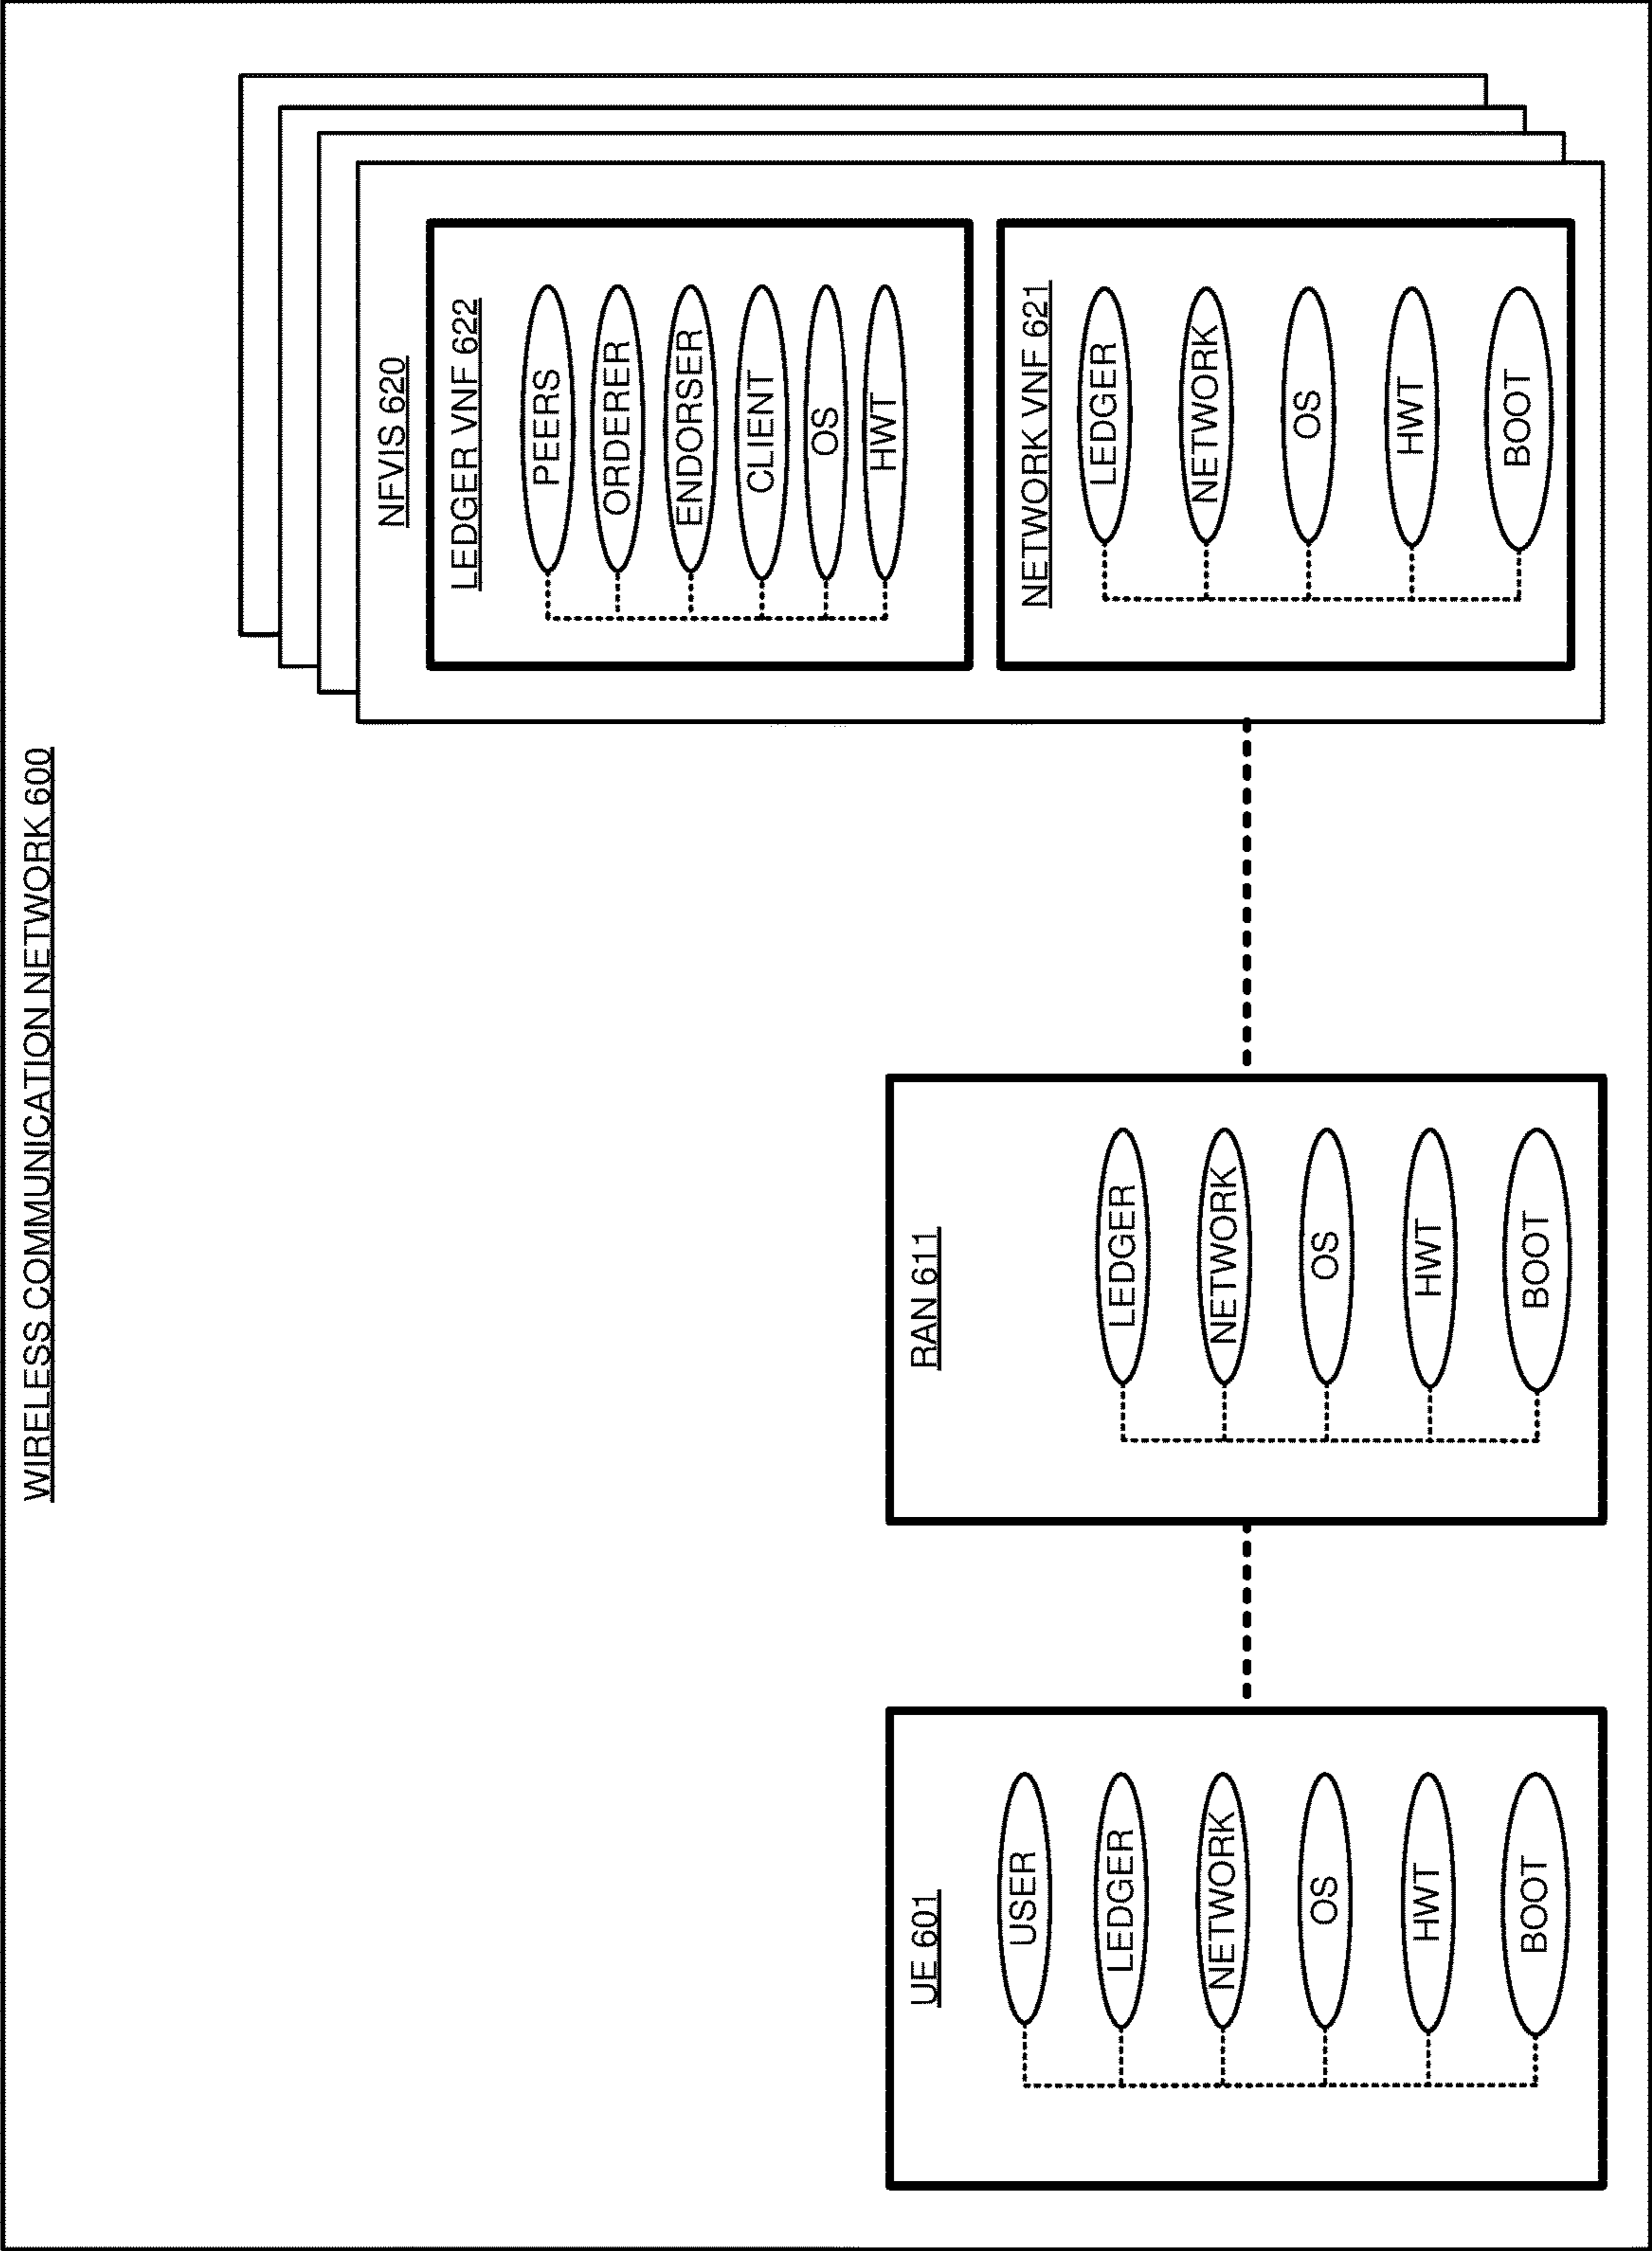 WIRELESS COMMUNICATION NETWORK 600
UE 601
USER
LEDGER
NETWORK
OS
HWT
BOOT
RAN 611
LEDGER
NETWORK
OS
HWT
BOOT
NFVIS 620
LEDGER VNF 622
PEERS
ORDERER
ENDORSER
CLIENT
OS
HWT
NETWORK VNF 621
LEDGER
NETWORK
OS
HWT
BOOT